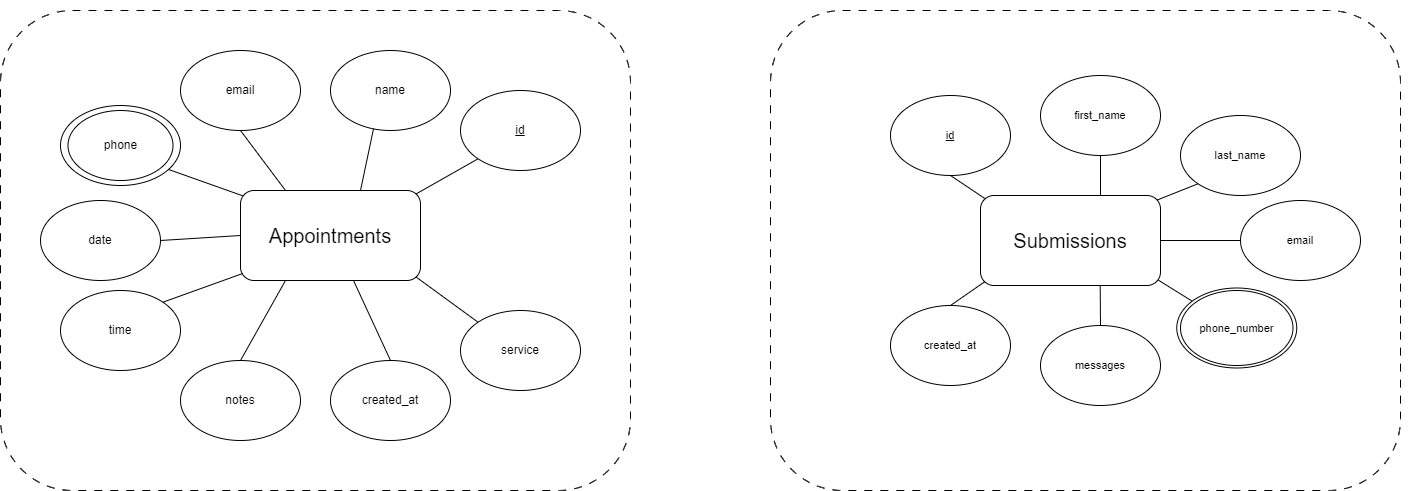 email
name
id
phone
date
Appointments
time
service
notes
created_at
first_name
id
last_name
Submissions
email
phone_number
created_at
messages